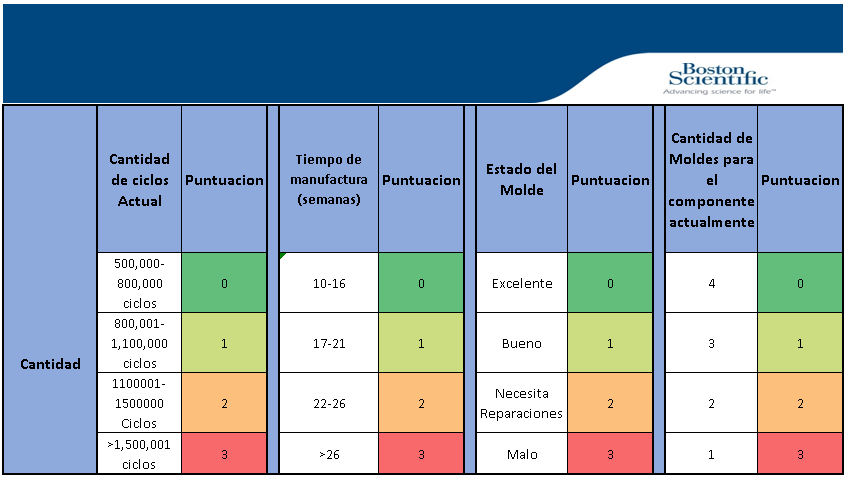 Boston
Scientific
Advancing science for life™
Cantidad
de ciclos
Actual
Puntuacion
Tiempo de
manufactura
(semanas)
Puntuacion
Estado del
Molde
Puntuacion
Cantidad de
Moldes para
el
componente
actualmente
Puntuacion
Cantidad
500,000-
800,000
ciclos
0
10-16
0
Excelente
0
4
0
800,001-
1,100,000
ciclos
1
17-21
1
Bueno
1
3
1
1100001-
1500000
Ciclos
2
22-26
2
Necesita
Reparaciones
2
2
2
>1,500,001
ciclos
3
>26
3
Malo
3
1
3